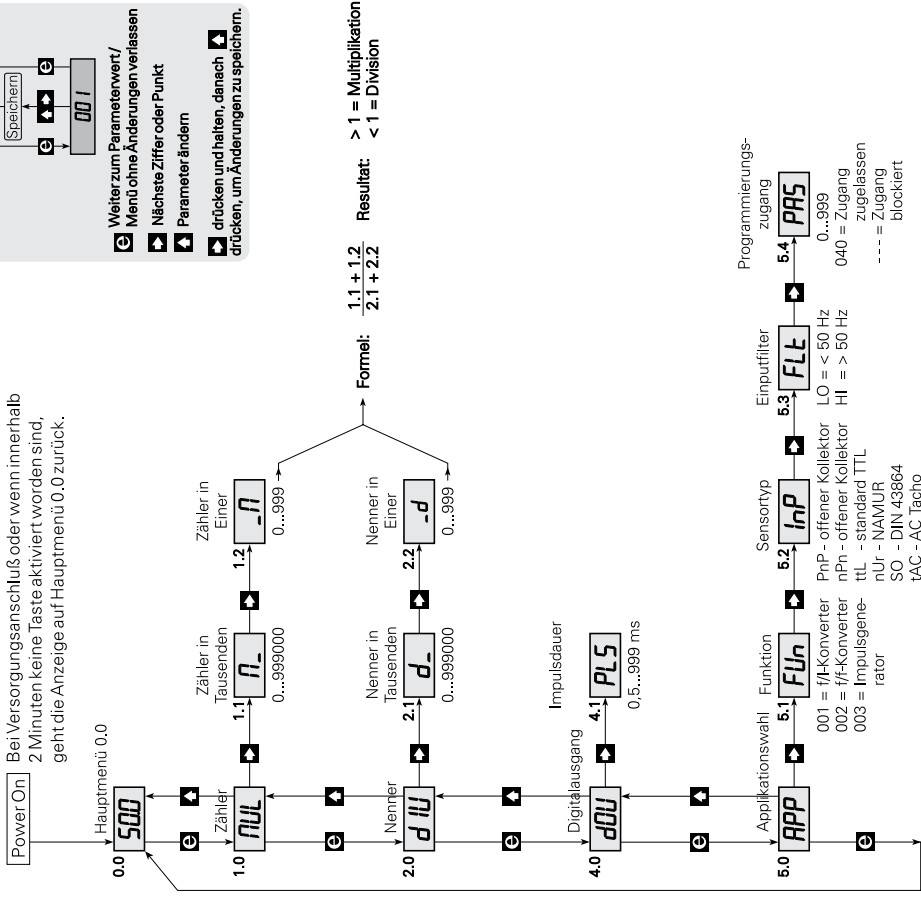 Speichern
001
Weiter zum Parameterwert/
Menü ohne Änderungen verlassen
Nächste Ziffer oder Punkt
Parameter ändern
drücken und halten, danach
drücken, um Änderungen zu speichern.
Power On
Bei Versorgungsanschluß oder wenn innerhalb
2 Minuten keine Taste aktiviert worden sind,
geht die Anzeige auf Hauptmenü 0.0 zurück.
Hauptmenü 0.0
0.0
50.0
e
Zähler
1.0
nUL
Zähler in
Tausenden
1.1
n_
0...999000
Zähler in
Einer
1.2
_n
0...999
e
Nenner
2.0
dIU
Nenner in
Tausenden
2.1
d_
0...999000
Nenner in
Einer
2.2
_d
0...999
Formel:
1.1 + 1.2
2.1 + 2.2
Resultat:
> 1 = Multiplikation
< 1 = Division
e
Digitalausgang
4.0
dOU
Impulsdauer
4.1
PLS
0,5...999 ms
e
Applikationswahl
5.0
APP
e
Funktion
5.1
FUn
001 = f/I-Konverter
002 = f/f-Konverter
003 = Impulsgene-
rator
Sensortyp
5.2
InP
PnP - offener Kollektor
nPn - offener Kollektor
ttL - standard TTL
nUr - NAMUR
SO - DIN 43864
tAC - AC Tacho
Einputfilter
5.3
FLt
LO = < 50 Hz
HI = > 50 Hz
Programmierungs-
zugang
5.4
PAS
0...999
040 = Zugang
zugelassen
- - - = Zugang
blockiert